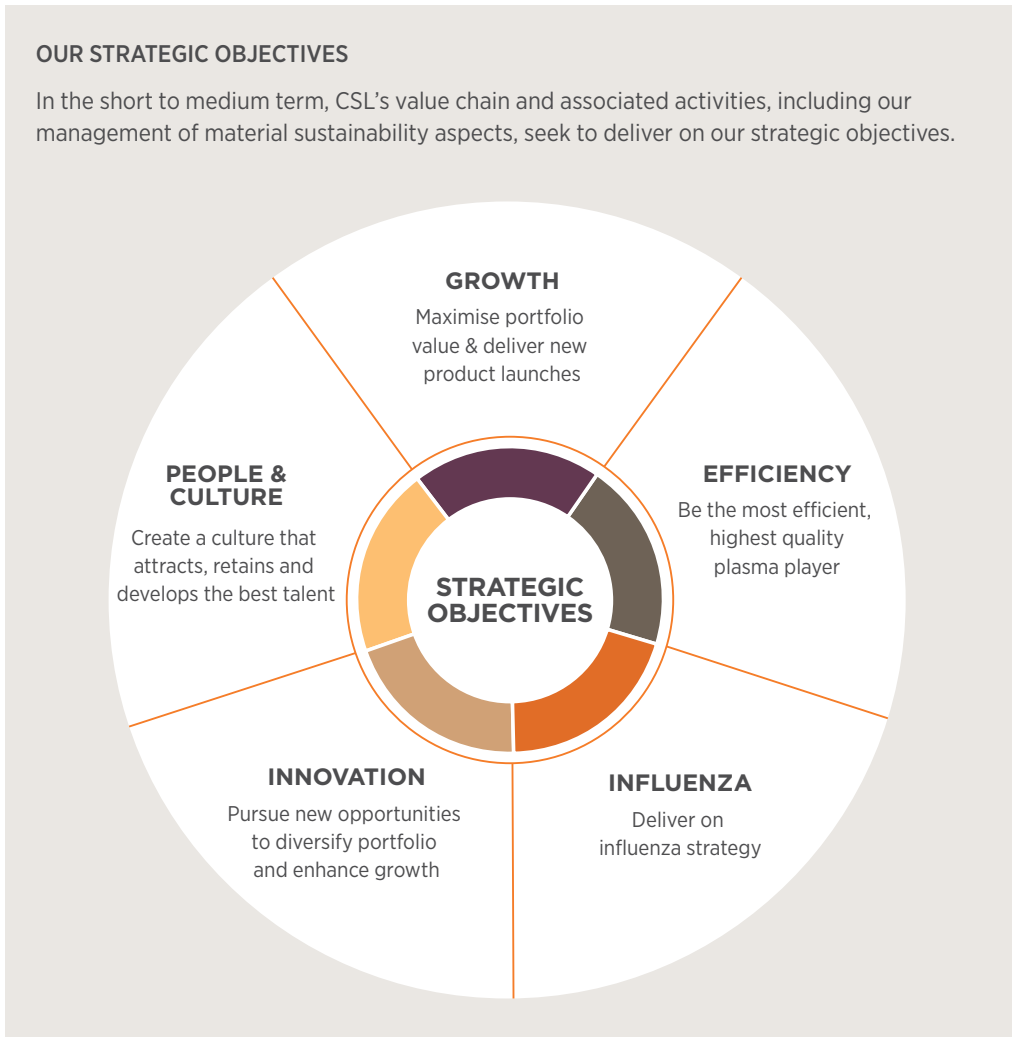 OUR STRATEGIC OBJECTIVES
In the short to medium term, CSL’s value chain and associated activities, including our
management of material sustainability aspects, seek to deliver on our strategic objectives.
GROWTH
Maximise portfolio
value & deliver new
product launches
PEOPLE &
CULTURE
Create a culture that
attracts, retains and
develops the best talent
EFFICIENCY
Be the most efficient,
highest quality
plasma player
STRATEGIC
OBJECTIVES
INNOVATION
Pursue new opportunities
to diversify portfolio
and enhance growth
INFLUENZA
Deliver on
influenza strategy